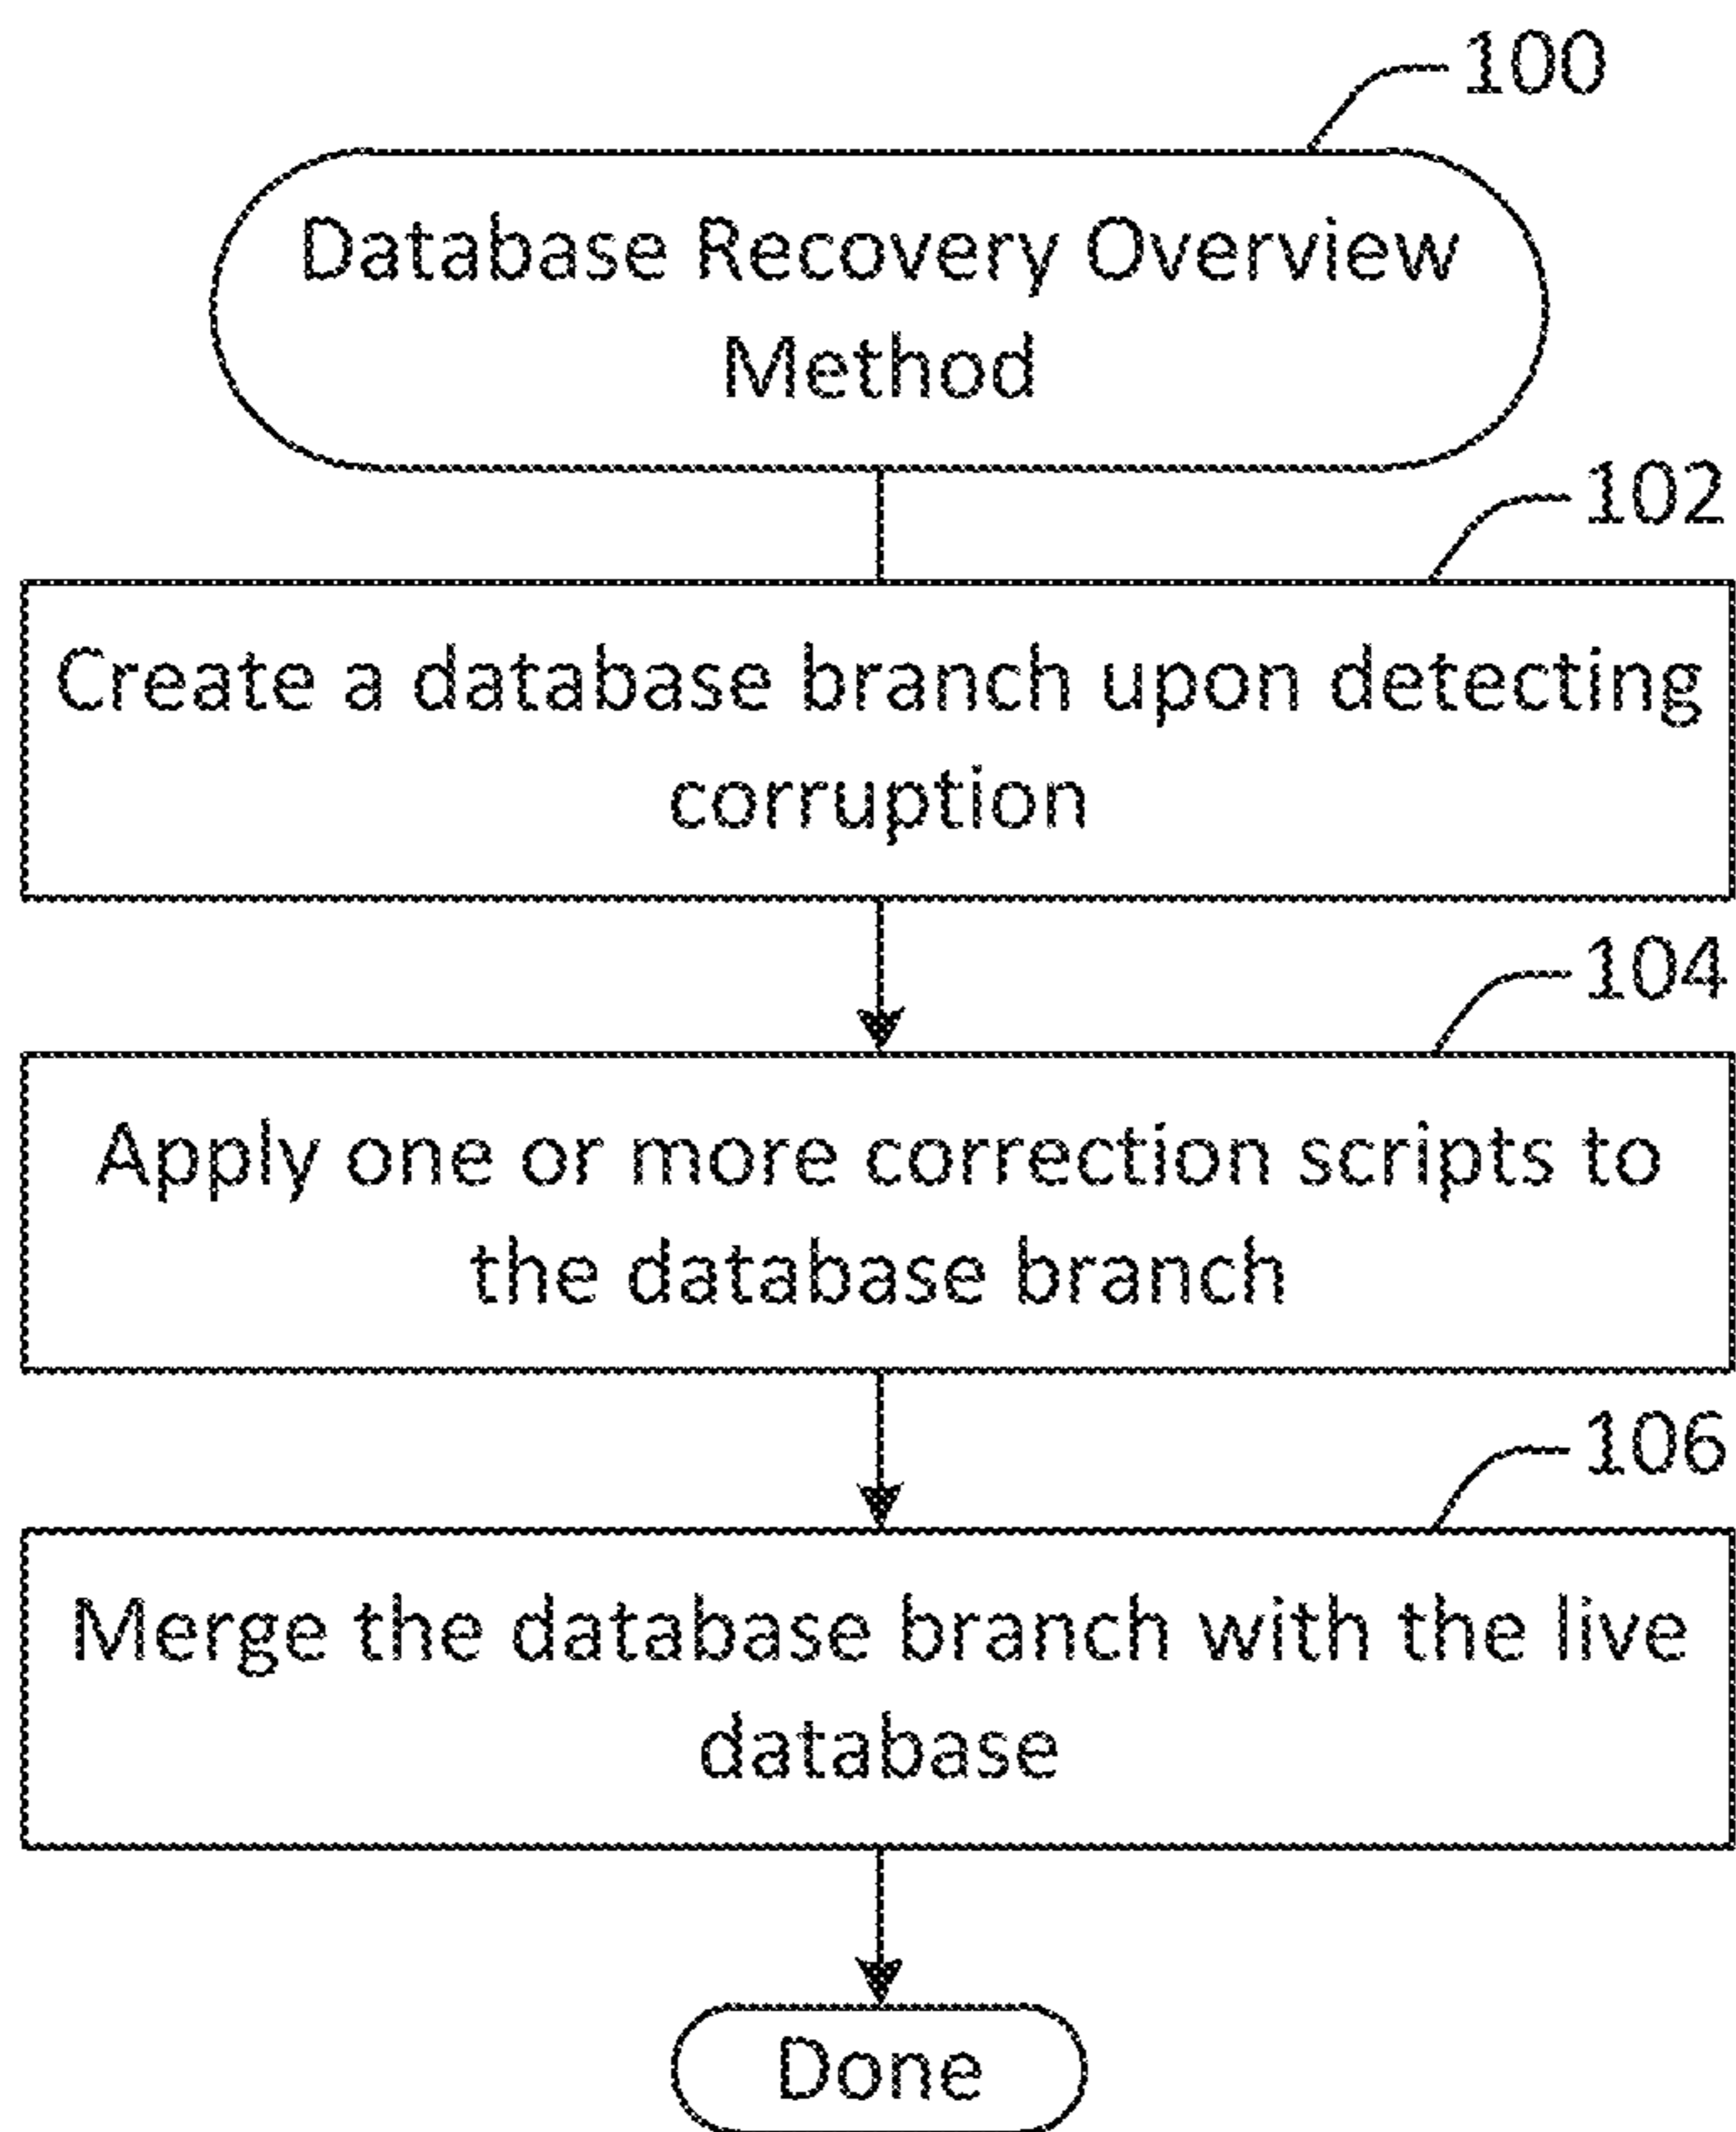 100
Database Recovery Overview
Method
102
Create a database branch upon detecting
corruption
104
Apply one or more correction scripts to
the database branch
106
Merge the database branch with the live
database
Done